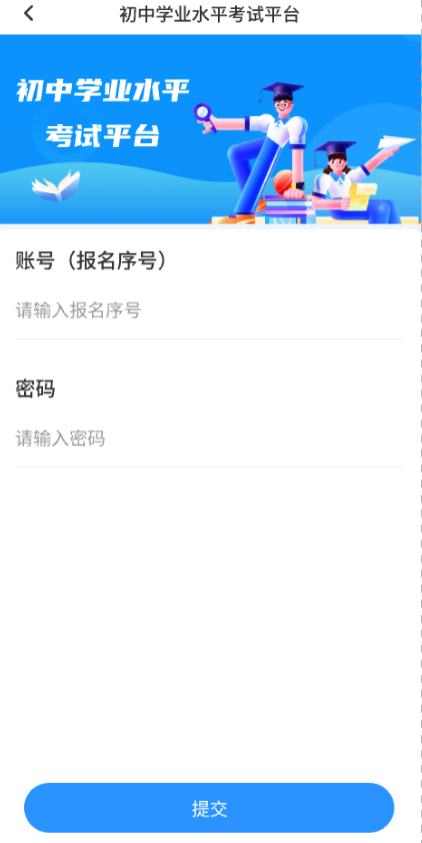 初中学业水平考试平台
初中学业水平
考试平台
账号（报名序号）
请输入报名序号
密码
请输入密码
提交